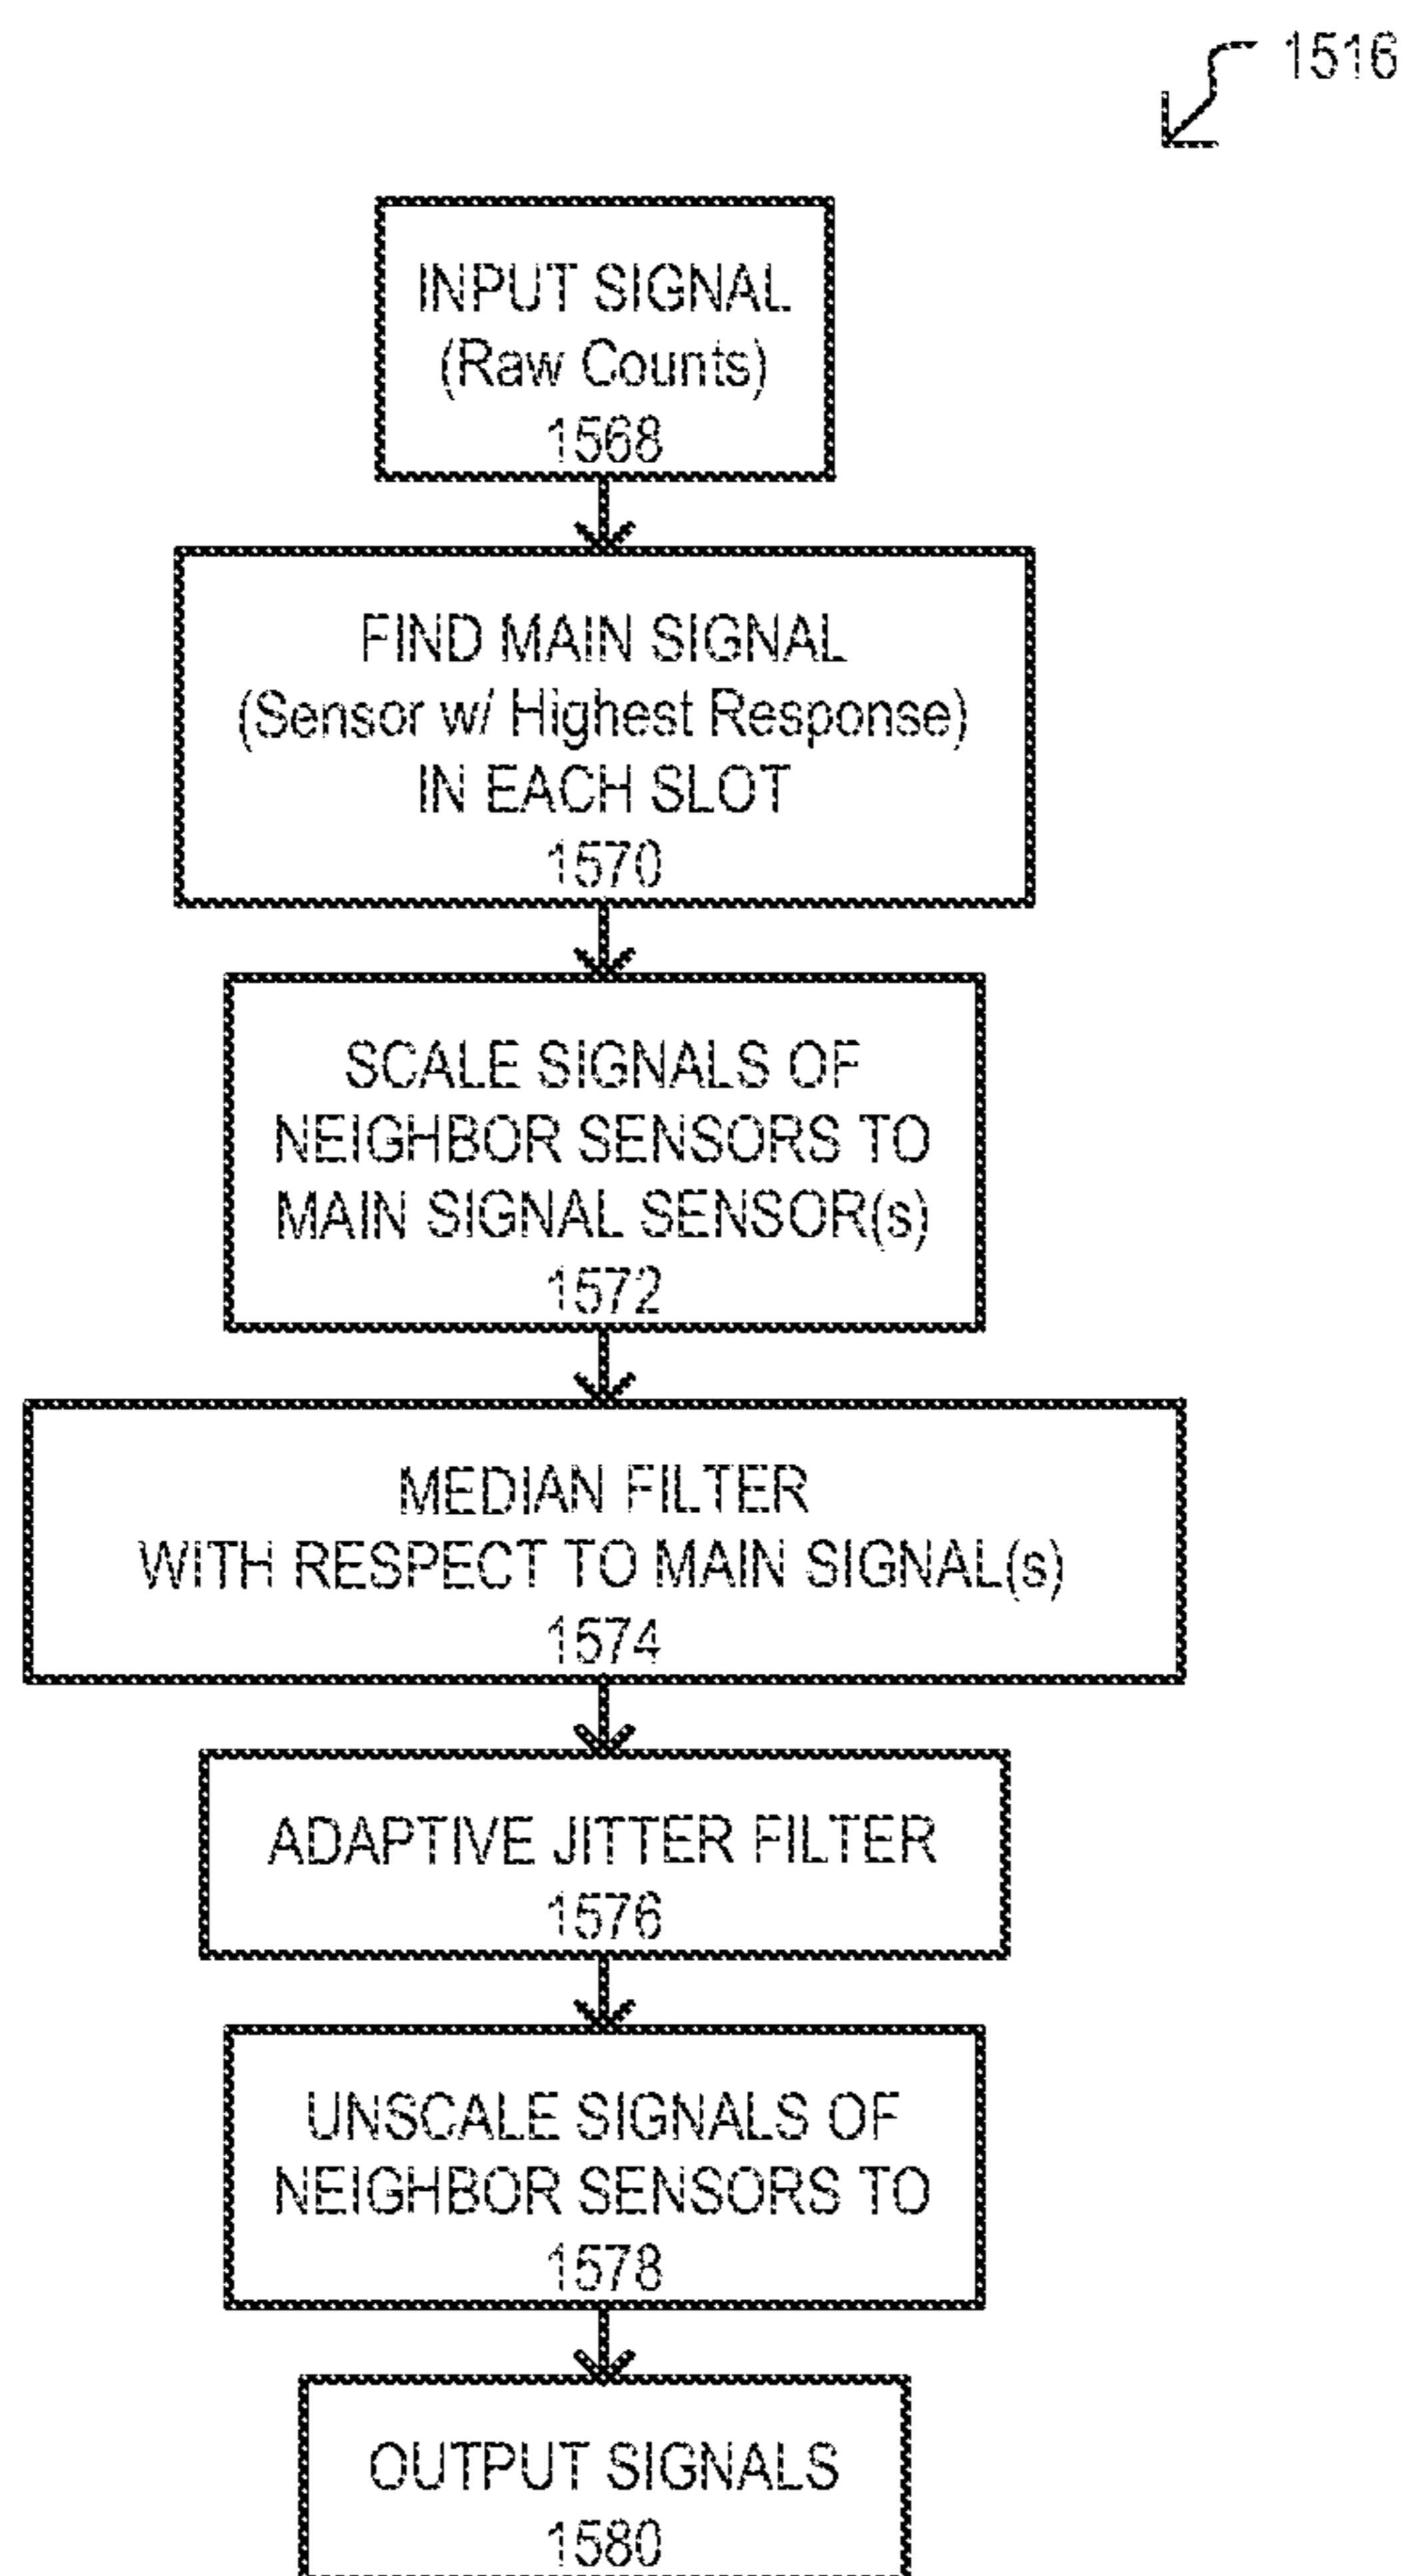 1516
INPUT SIGNAL
(Raw Counts)
1568
FIND MAIN SIGNAL
(Sensor w/ Highest Response)
IN EACH SLOT
1570
SCALE SIGNALS OF
NEIGHBOR SENSORS TO
MAIN SIGNAL SENSOR(s)
1572
MEDIAN FILTER
WITH RESPECT TO MAIN SIGNAL(s)
1574
ADAPTIVE JITTER FILTER
1576
UNSCALE SIGNALS OF
NEIGHBOR SENSORS TO
1578
OUTPUT SIGNALS
1580